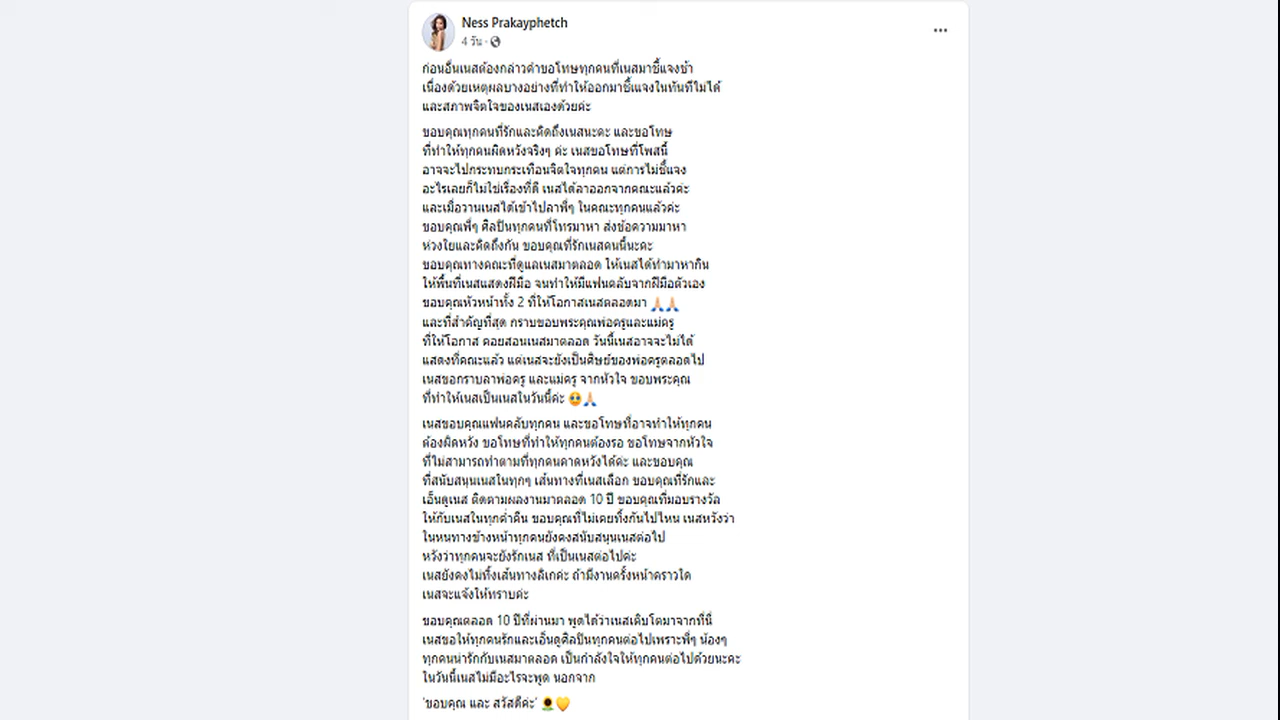 Ness Prakayphetch
4 วัน ·
ก่อนอื่นเนสต้องกล่าวคำขอโทษทุกคนที่เนสมาชี้แจงช้า
เนื่องด้วยเหตุผลบางอย่างที่ทำให้ออกมาชี้แจงในทันทีไม่ได้
และสภาพจิตใจของเนสเองด้วยค่ะ
ขอบคุณทุกคนที่รักและคิดถึงเนสนะคะ และขอโทษ
ที่ทำให้ทุกคนผิดหวังจริงๆ ค่ะ เนสขอโทษที่โพสนี้
อาจจะไปกระทบกระเทือนจิตใจทุกคน แต่การไม่ชี้แจง
อะไรเลยก็ไม่ใช่เรื่องที่ดี เนสได้ลาออกจากคณะแล้วค่ะ
และเมื่อวานเนสได้เข้าไปลาพี่ๆ ในคณะทุกคนแล้วค่ะ
ขอบคุณพี่ๆ ศิลปินทุกคนที่โทรมาหา ส่งข้อความมาหา
ห่วงใยและคิดถึงกัน ขอบคุณที่รักเนสคนนี้นะคะ
ขอบคุณทางคณะที่ดูแลเนสมาตลอด ให้เนสได้ทำมาหากิน
ให้พื้นที่เนสแสดงฝีมือ จนทำให้มีแฟนคลับจากฝีมือตัวเอง
ขอบคุณหัวหน้าทั้ง 2 ที่ให้โอกาสเนสตลอดมา 🙏🏻🙏🏻
และที่สำคัญที่สุด กราบขอบพระคุณพ่อครูและแม่ครู
ที่ให้โอกาส คอยสอนเนสมาตลอด วันนี้เนสอาจจะไม่ได้
แสดงที่คณะแล้ว แต่เนสจะยังเป็นศิษย์ของพ่อครูตลอดไป
เนสขอกราบลาพ่อครู และแม่ครู จากหัวใจ ขอบพระคุณ
ที่ทำให้เนสเป็นเนสในวันนี้ค่ะ 🥹🙏🏻
เนสขอบคุณแฟนคลับทุกคน และขอโทษที่อาจทำให้ทุกคน
ต้องผิดหวัง ขอโทษที่ทำให้ทุกคนต้องรอ ขอโทษจากหัวใจ
ที่ไม่สามารถทำตามที่ทุกคนคาดหวังได้ค่ะ และขอบคุณ
ที่สนับสนุนเนสในทุกๆ เส้นทางที่เนสเลือก ขอบคุณที่รักและ
เอ็นดูเนส ติดตามผลงานมาตลอด 10 ปี ขอบคุณที่มอบรางวัล
ให้กับเนสในทุกค่ำคืน ขอบคุณที่ไม่เคยทิ้งกันไปไหน เนสหวังว่า
ในหนทางข้างหน้าทุกคนยังคงสนับสนุนเนสต่อไป
หวังว่าทุกคนจะยังรักเนส ที่เป็นเนสต่อไปค่ะ
เนสยังคงไม่ทิ้งเส้นทางลิเกค่ะ ถ้ามีงานครั้งหน้าคราวใด
เนสจะแจ้งให้ทราบค่ะ
ขอบคุณตลอด 10 ปีที่ผ่านมา พูดได้ว่าเนสเติบโตมาจากที่นี่
เนสขอให้ทุกคนรักและเอ็นดูศิลปินทุกคนต่อไปเพราะพี่ๆ น้องๆ
ทุกคนน่ารักกับเนสมาตลอด เป็นกำลังใจให้ทุกคนต่อไปด้วยนะคะ
ในวันนี้เนสไม่มีอะไรจะพูด นอกจาก
'ขอบคุณ และ สวัสดีค่ะ' 🌻💛